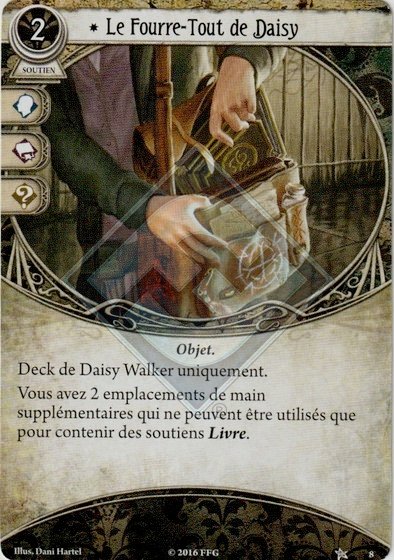 2
* Le Fourre-Tout de Daisy
SOUTIEN
?
Objet.
Deck de Daisy Walker uniquement.
Vous avez 2 emplacements de main
supplémentaires qui ne peuvent être utilisés que
pour contenir des soutiens Livre.
Illus. Dani Hartel
© 2016 FFG
8